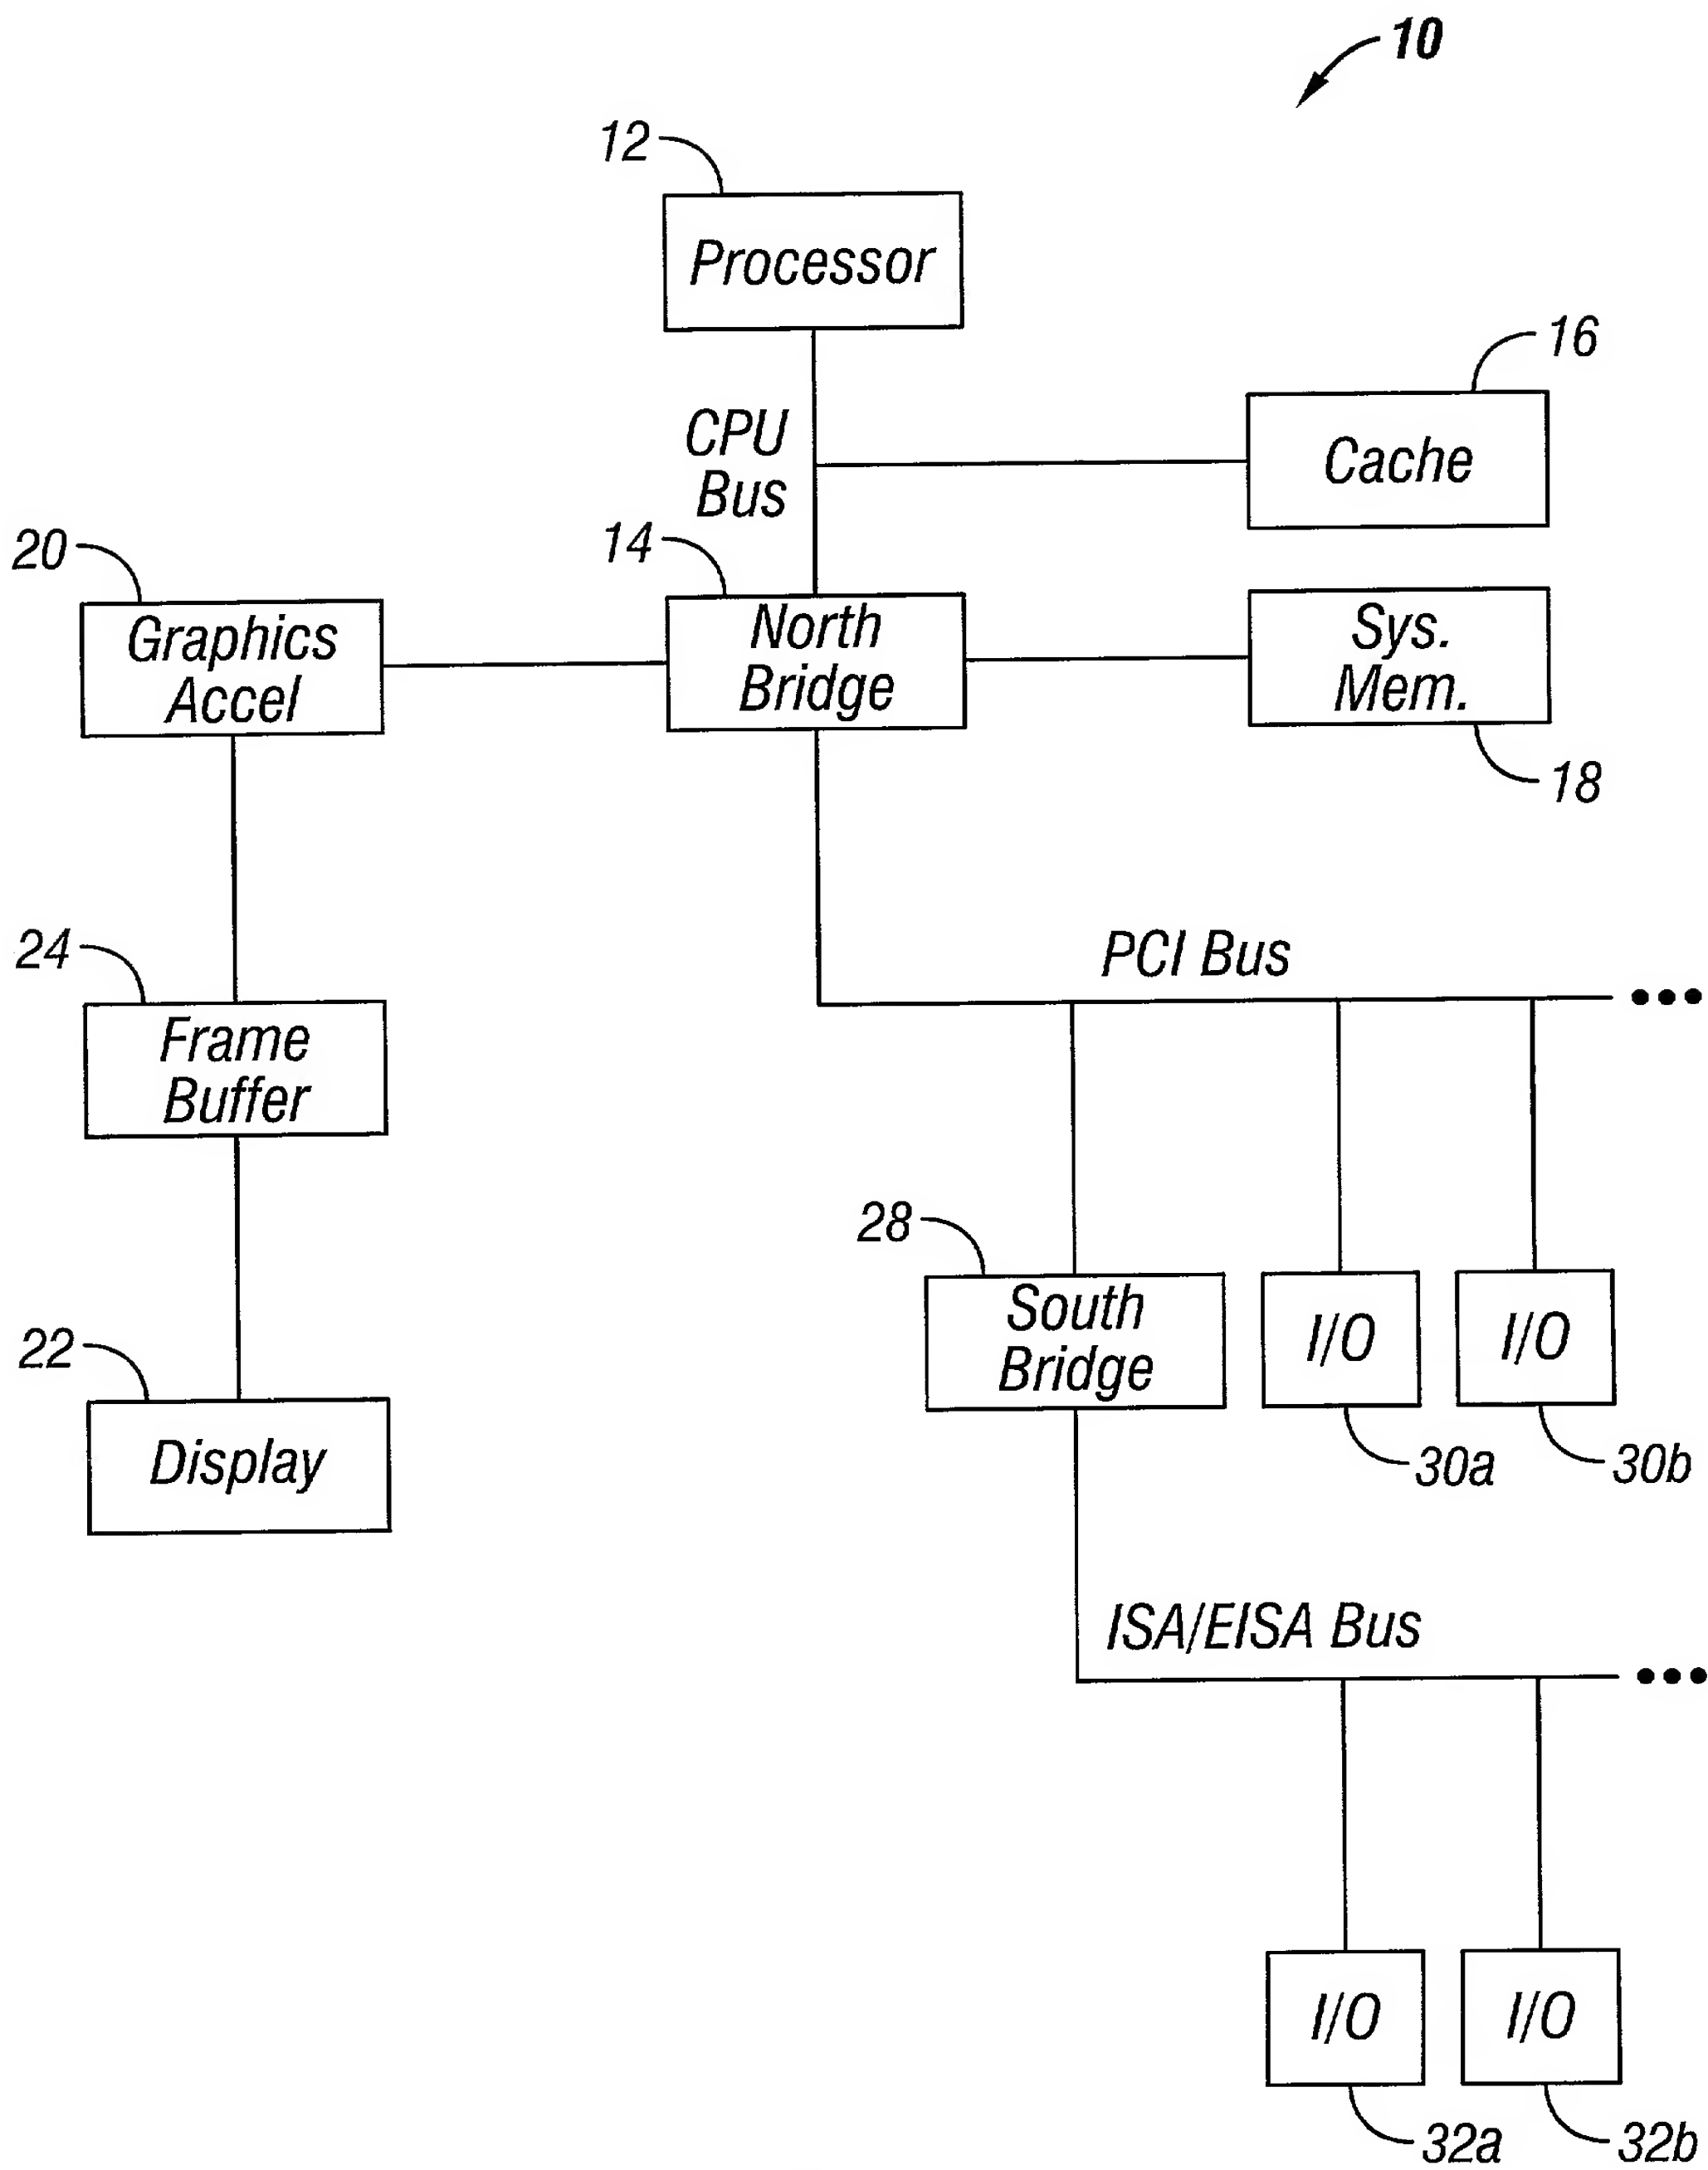 10
12
Processor
16
CPU
Bus
Cache
20
14
Graphics
Accel
North
Bridge
Sys.
Mem.
18
24
PCI Bus
Frame
Buffer
28
22
South
Bridge
I/O
I/O
Display
30a
30b
ISA/EISA Bus
I/O
I/O
32a
32b